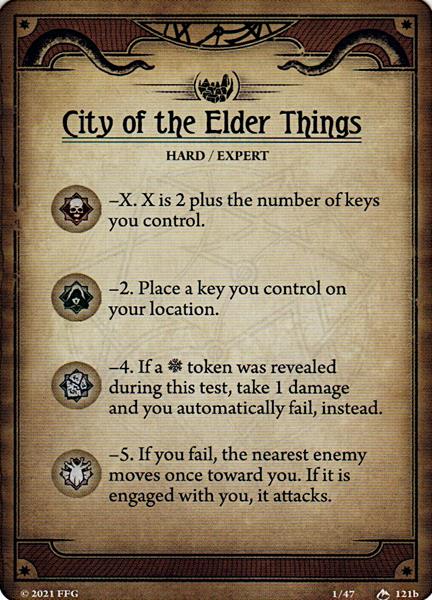 City of the Elder Things
HARD / EXPERT
–X. X is 2 plus the number of keys
you control.
–2. Place a key you control on
your location.
–4. If a ❄ token was revealed
during this test, take 1 damage
and you automatically fail, instead.
–5. If you fail, the nearest enemy
moves once toward you. If it is
engaged with you, it attacks.
© 2021 FFG
1/47
121b